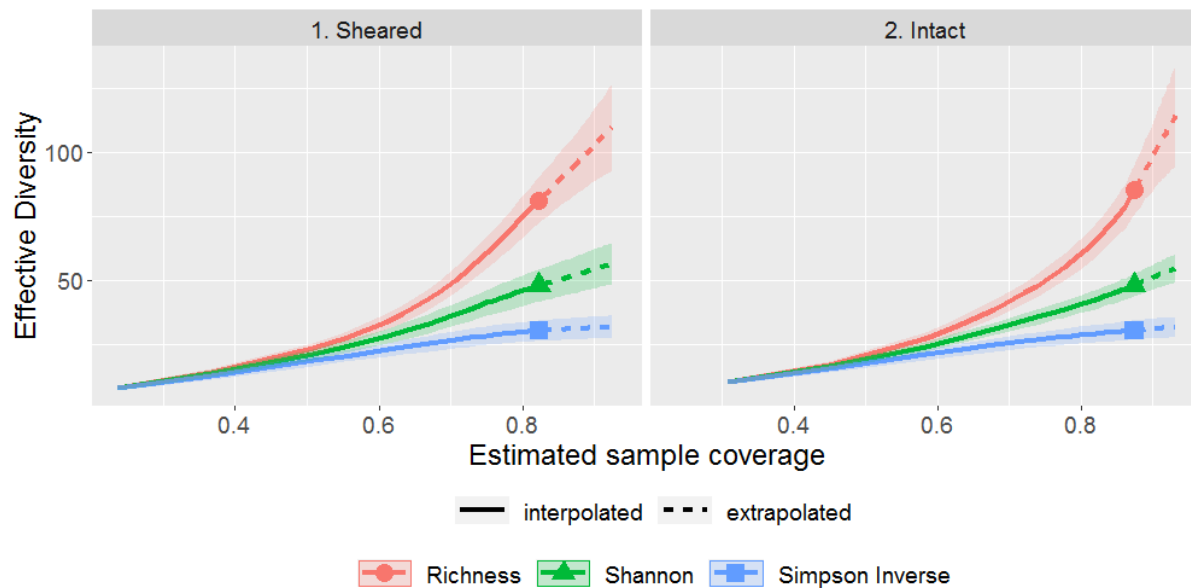 1. Sheared
2. Intact
Effective Diversity
100
50
0.4
0.6
0.8
0.4
0.6
0.8
Estimated sample coverage
interpolated
extrapolated
Richness
Shannon
Simpson Inverse